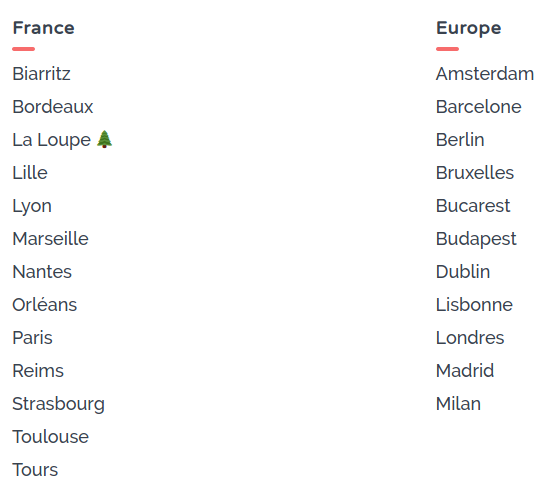 France
Biarritz
Bordeaux
La Loupe 🌲
Lille
Lyon
Marseille
Nantes
Orléans
Paris
Reims
Strasbourg
Toulouse
Tours
Europe
Amsterdam
Barcelone
Berlin
Bruxelles
Bucarest
Budapest
Dublin
Lisbonne
Londres
Madrid
Milan